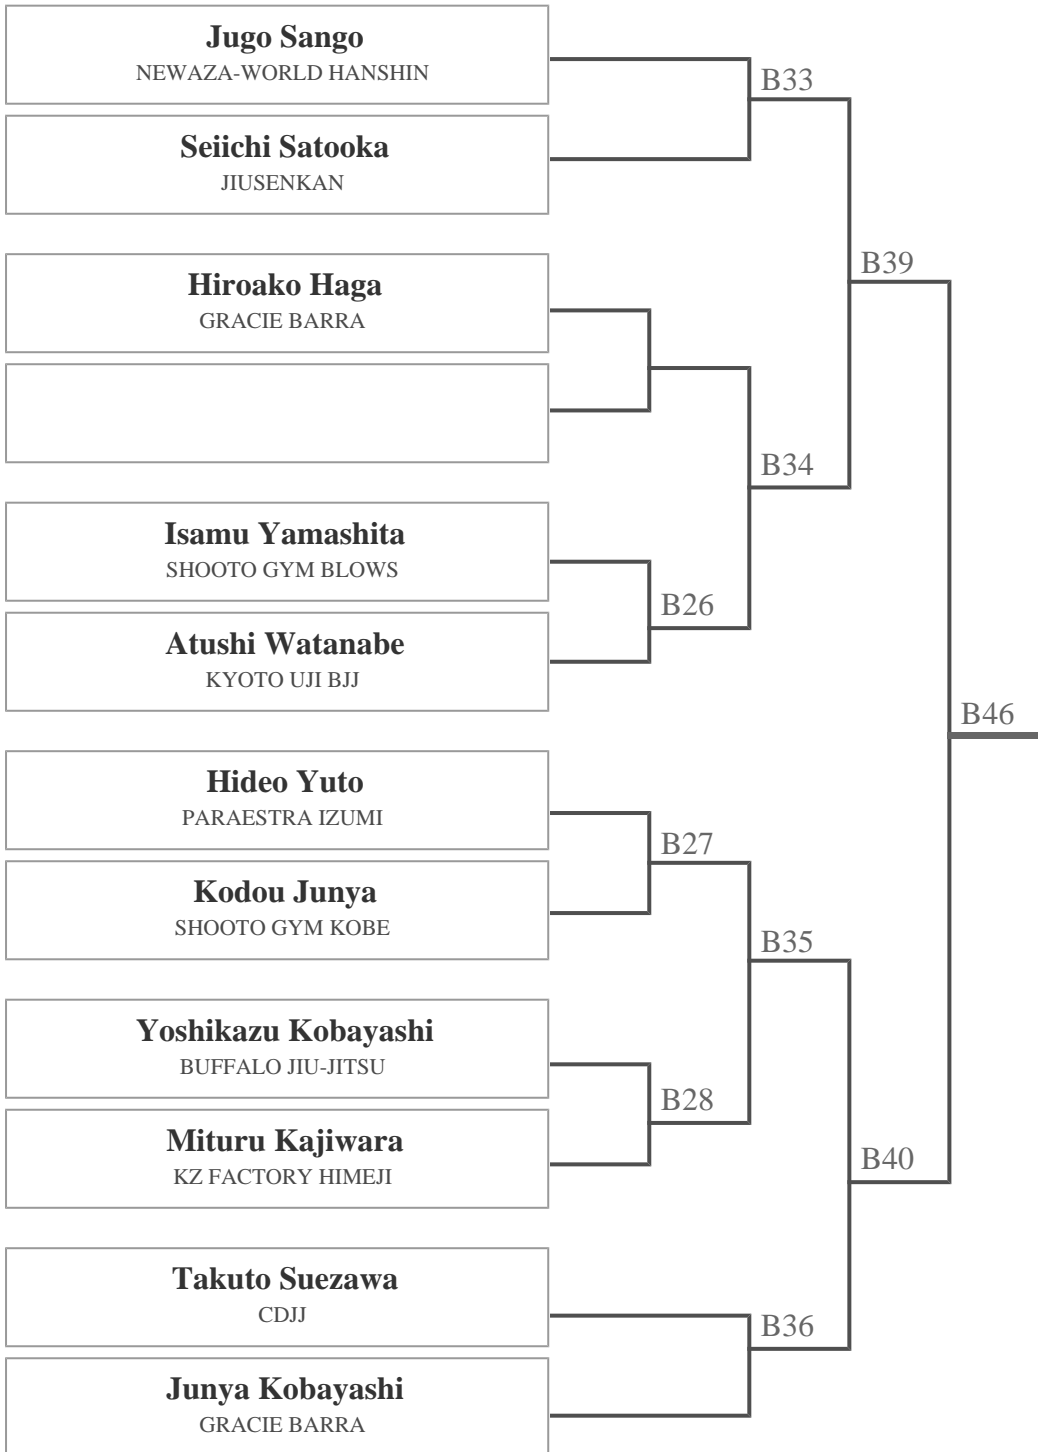 Jugo Sango
NEWAZA-WORLD HANSHIN
B33
Seiichi Satooka
JIUSENKAN
B39
Hiroako Haga
GRACIE BARRA
B34
Isamu Yamashita
SHOOTO GYM BLOWS
B26
Atushi Watanabe
KYOTO UJI BJJ
B46
Hideo Yuto
PARAESTRA IZUMI
B27
Kodou Junya
SHOOTO GYM KOBE
B35
Yoshikazu Kobayashi
BUFFALO JIU-JITSU
B28
Mituru Kajiwara
KZ FACTORY HIMEJI
B40
Takuto Suezawa
CDJJ
B36
Junya Kobayashi
GRACIE BARRA